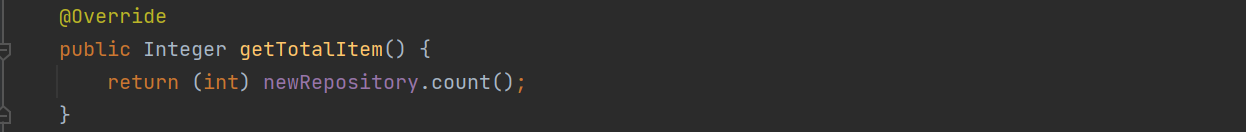 @Override
public Integer getTotalItem() {
    return (int) newRepository.count();
}